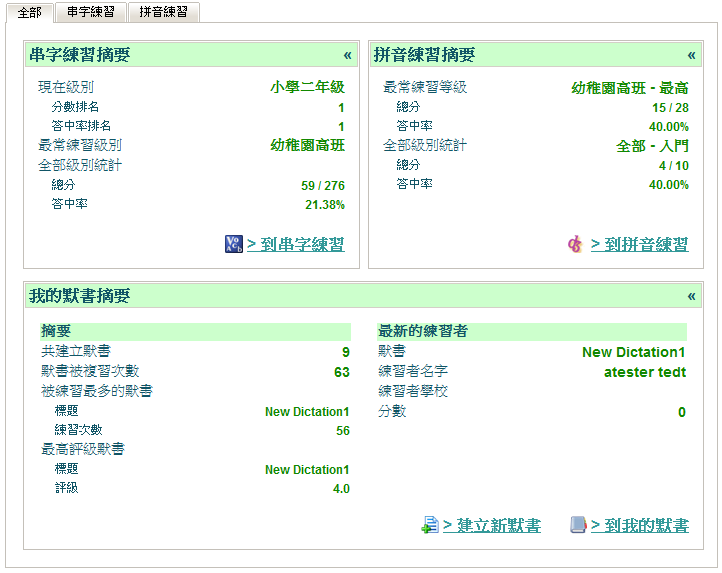 全部 串字練習 拼音練習
串字練習摘要 «
現在級別 小學二年級
分數排名 1
答中率排名 1
最常練習級別 幼稚園高班
全部級別統計
總分 59 / 276
答中率 21.38%
> 到串字練習
拼音練習摘要 «
最常練習等級 幼稚園高班 - 最高
總分 15 / 28
答中率 40.00%
全部級別統計 全部 - 入門
總分 4 / 10
答中率 40.00%
> 到拼音練習
我的默書摘要 «
摘要
共建立默書 9
默書被複習次數 63
被練習最多的默書
標題 New Dictation1
練習次數 56
最高評級默書
標題 New Dictation1
評級 4.0
最新的練習者
默書 New Dictation1
練習者名字 atester tedt
練習者學校
分數 0
> 建立新默書 > 到我的默書